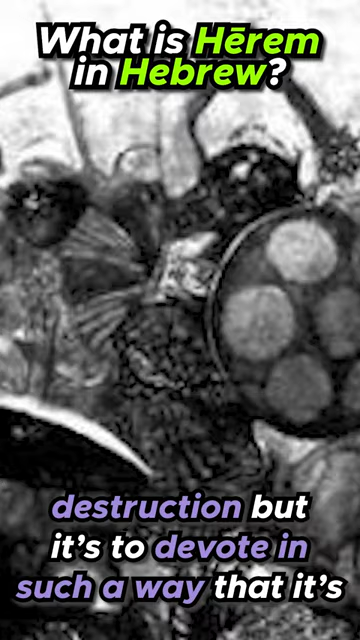 What is Hērem
in Hebrew?
destruction but
it's to devote in
such a way that it's